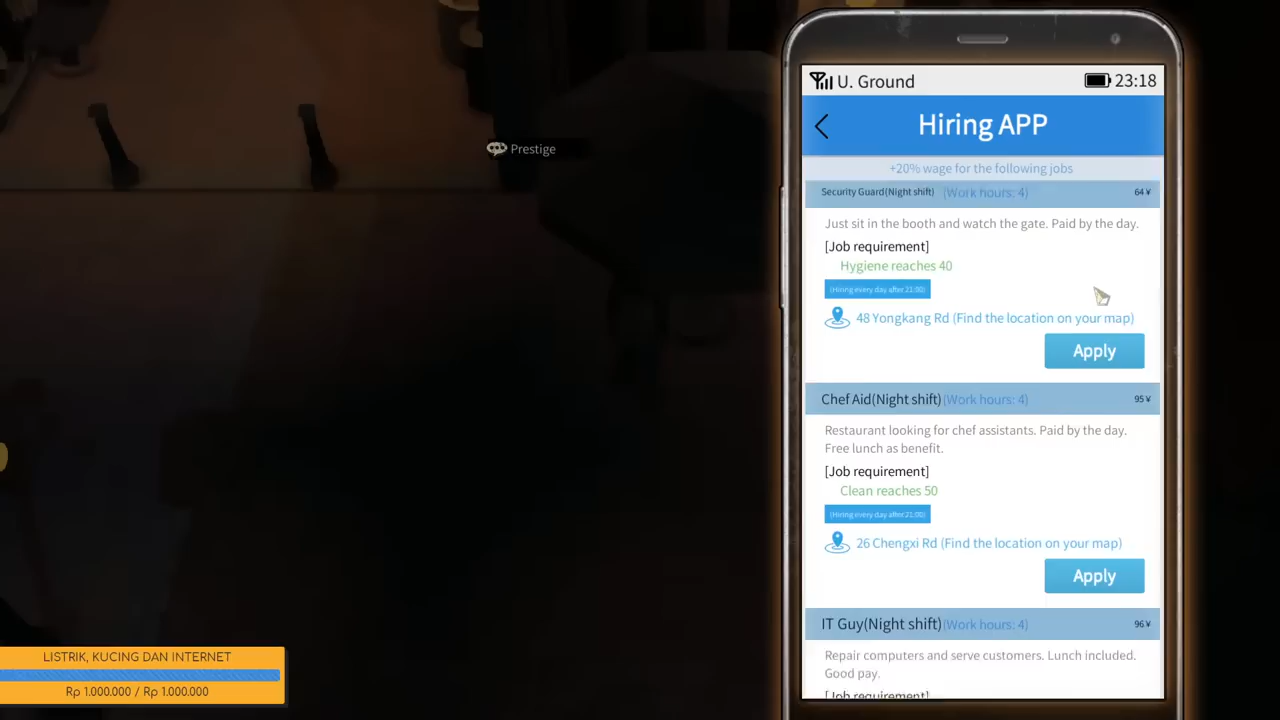 U. Ground
23:18
Hiring APP
Prestige
+20% wage for the following jobs
Security Guard(Night shift) (Work hours: 4) 64 ¥
Just sit in the booth and watch the gate. Paid by the day.
[Job requirement]
Hygiene reaches 40
(Hiring every day after 21:00)
48 Yongkang Rd (Find the location on your map)
Apply
Chef Aid(Night shift) (Work hours: 4) 95 ¥
Restaurant looking for chef assistants. Paid by the day.
Free lunch as benefit.
[Job requirement]
Clean reaches 50
(Hiring every day after 21:00)
26 Chengxi Rd (Find the location on your map)
Apply
IT Guy(Night shift) (Work hours: 4) 96 ¥
Repair computers and serve customers. Lunch included.
Good pay.
[Job requirement]
LISTRIK, KUCING DAN INTERNET
Rp 1.000.000 / Rp 1.000.000